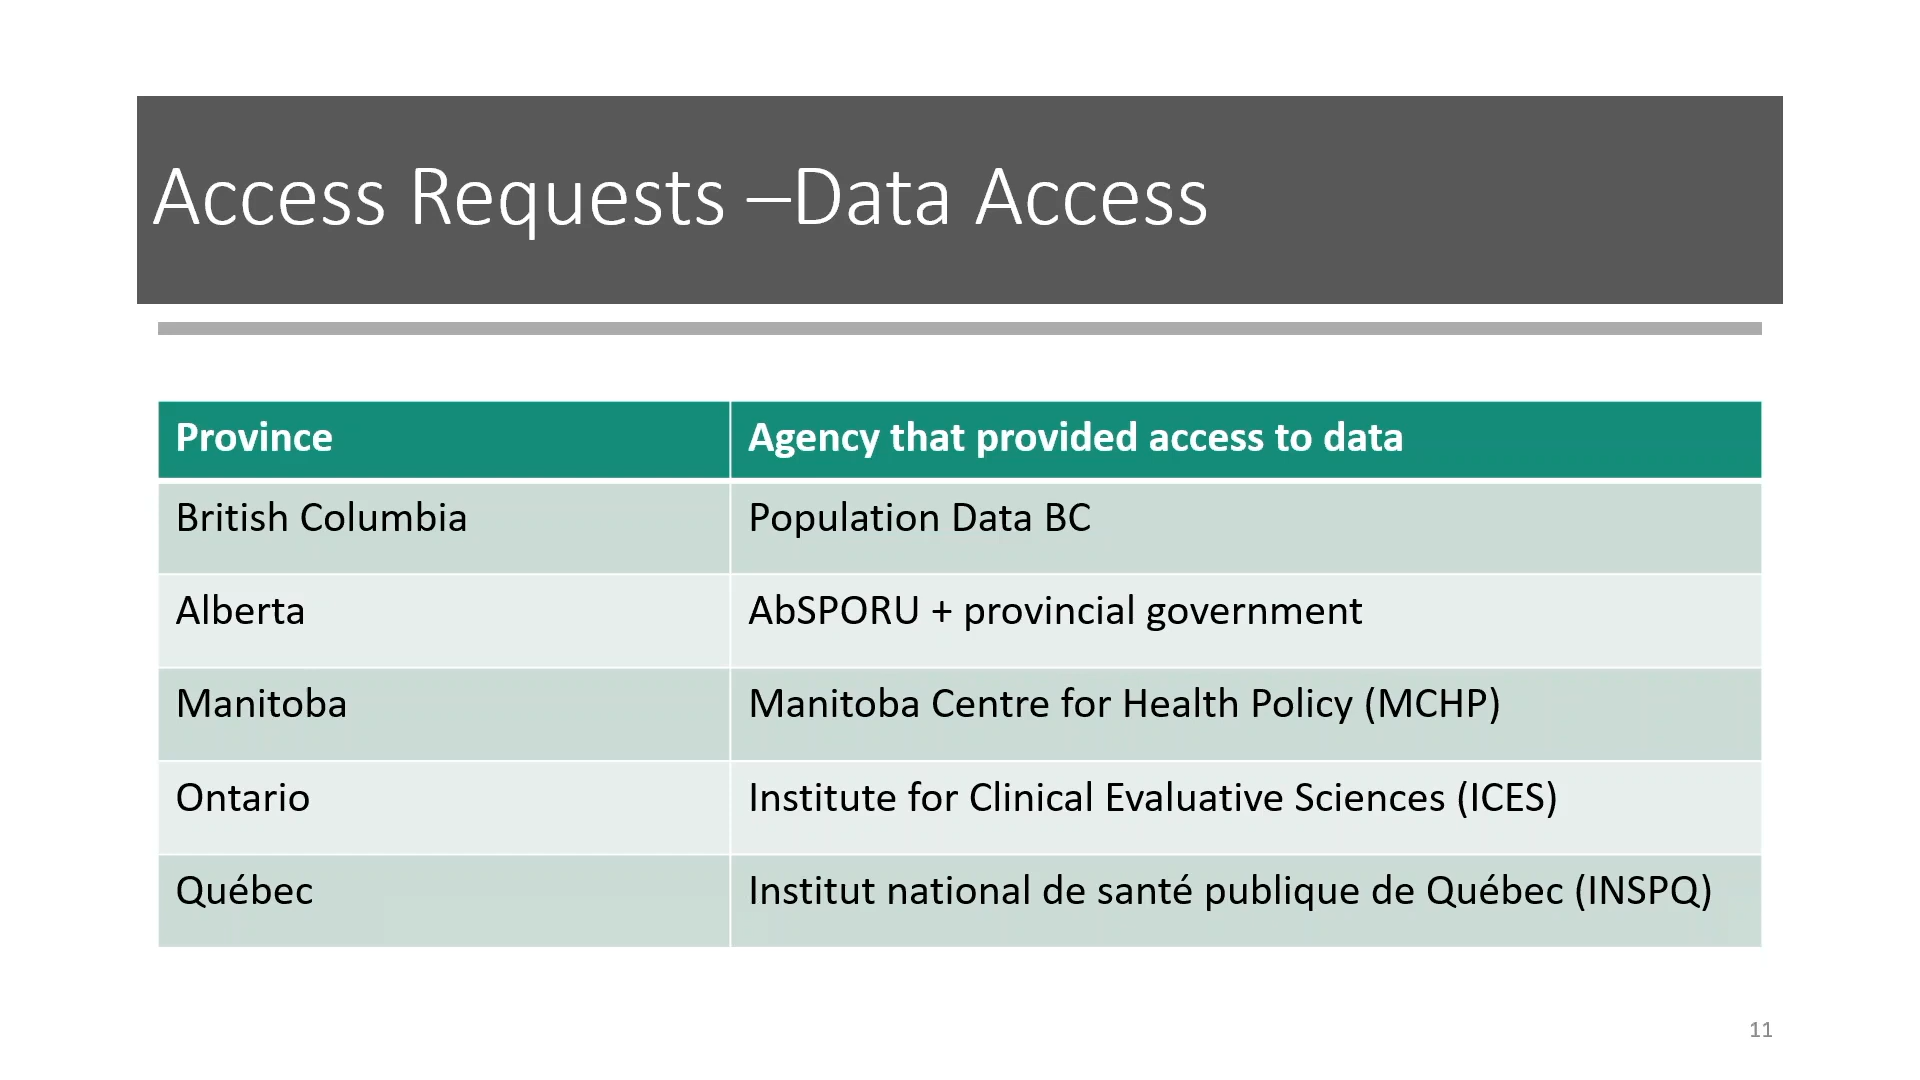 Access Requests –Data Access
Province
Agency that provided access to data
British Columbia
Population Data BC
Alberta
AbSPORU + provincial government
Manitoba
Manitoba Centre for Health Policy (MCHP)
Ontario
Institute for Clinical Evaluative Sciences (ICES)
Québec
Institut national de santé publique de Québec (INSPQ)
11